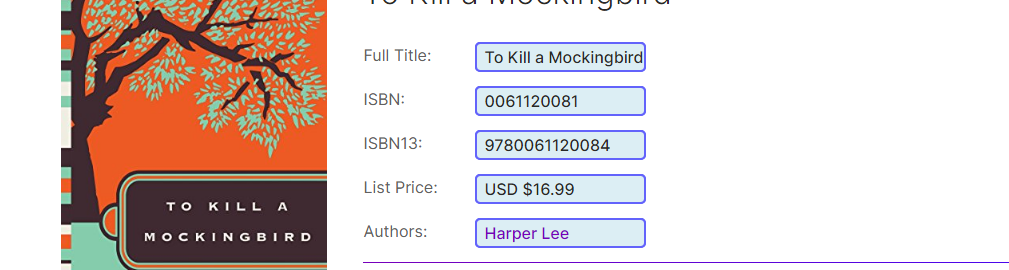 To Kill a Mockingbird
Full Title: To Kill a Mockingbird
ISBN: 0061120081
ISBN13: 9780061120084
List Price: USD $16.99
Authors: Harper Lee
TO KILL A
MOCKINGBIRD